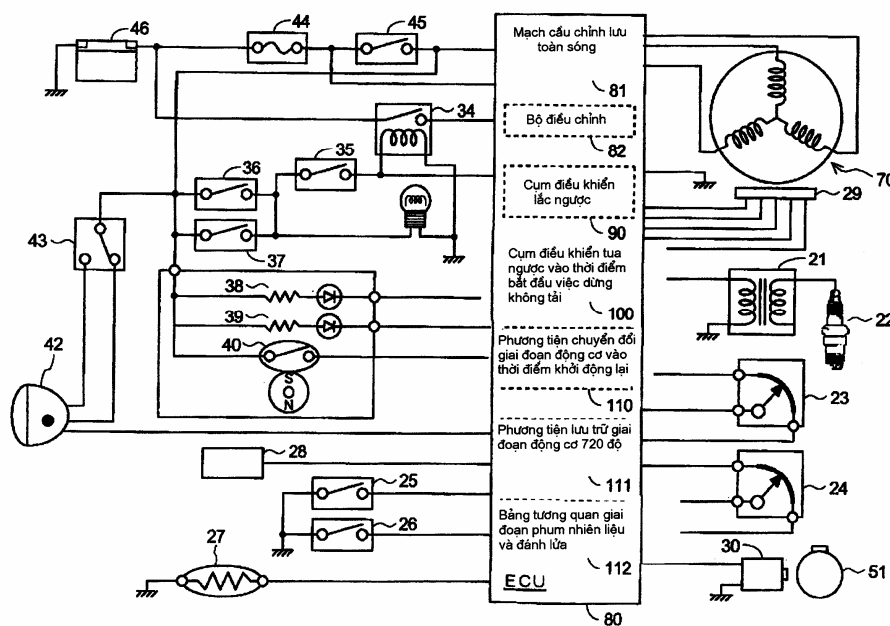 46
44
45
Mạch cầu chỉnh lưu
toàn sóng
81
34
Bộ điều chỉnh
82
35
36
70
29
Cụm điều khiển
lắc ngược
90
43
37
Cụm điều khiển tua
ngược vào thời điểm
bắt đầu việc dừng
không tải
100
21
22
38
39
40
S
O
N
Phương tiện chuyển đổi
giai đoạn động cơ vào
thời điểm khởi động lại
110
23
42
Phương tiện lưu trữ giai
đoạn động cơ 720 độ
111
28
25
24
26
Bảng tương quan giai
đoạn phum nhiên liệu
và đánh lửa
112
27
30
51
ECU
80